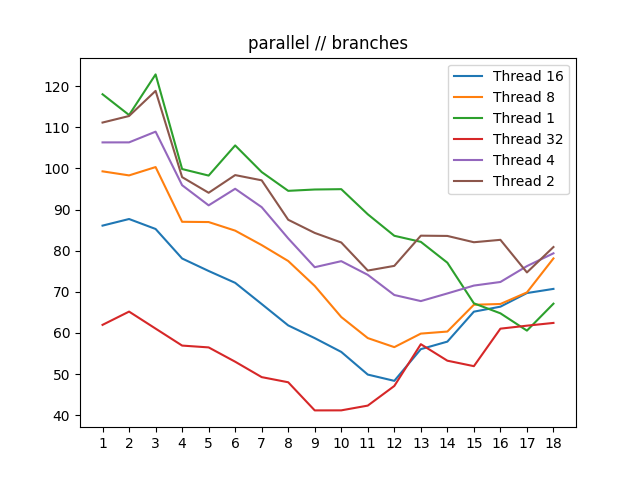 parallel // branches
120
110
100
90
80
70
60
50
40
Thread 16
Thread 8
Thread 1
Thread 32
Thread 4
Thread 2
1 2 3 4 5 6 7 8 9 10 11 12 13 14 15 16 17 18